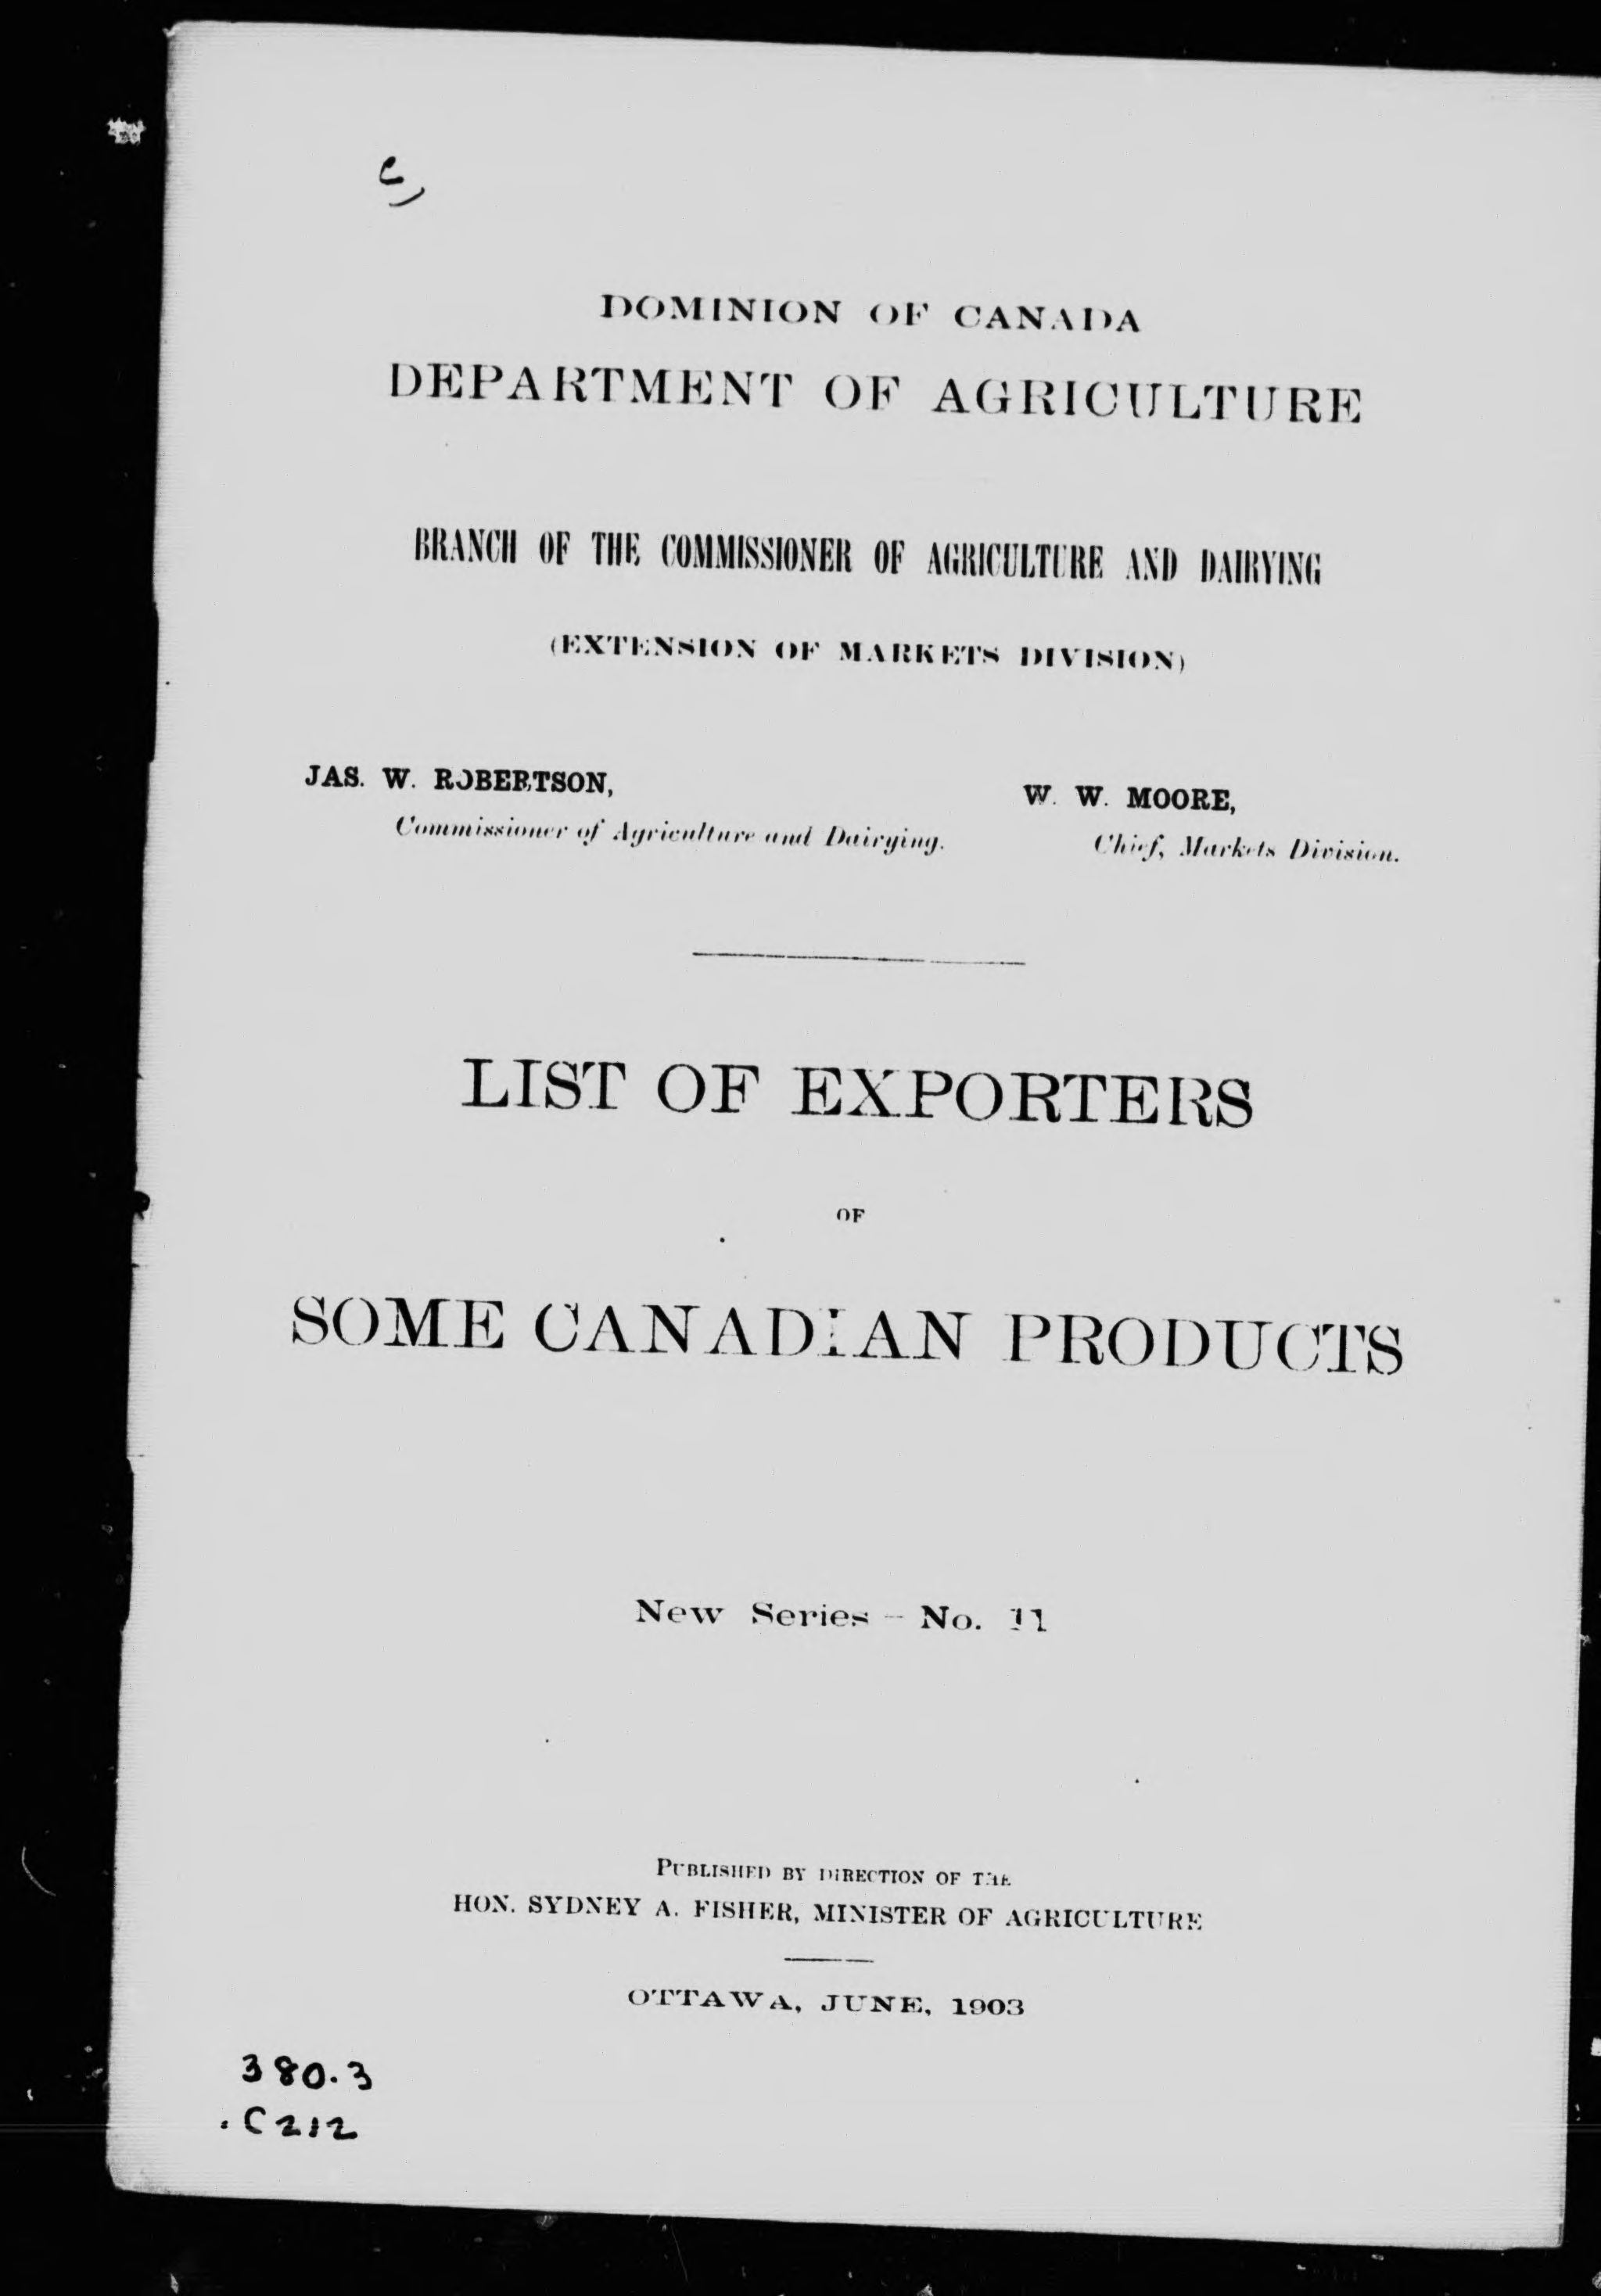 DOMINION OF CANADA
DEPARTMENT OF AGRICULTURE
BRANCH OF THE COMMISSIONER OF AGRICULTURE AND DAIRYING
(EXTENSION OF MARKETS DIVISION)
JAS. W. ROBERTSON,
Commissioner of Agriculture and Dairying.
W. W. MOORE,
Chief, Markets Division.
LIST OF EXPORTERS
OF
SOME CANADIAN PRODUCTS
New Series – No. 11
PUBLISHED BY DIRECTION OF THE
HON. SYDNEY A. FISHER, MINISTER OF AGRICULTURE
OTTAWA, JUNE, 1903
380.3
.C212